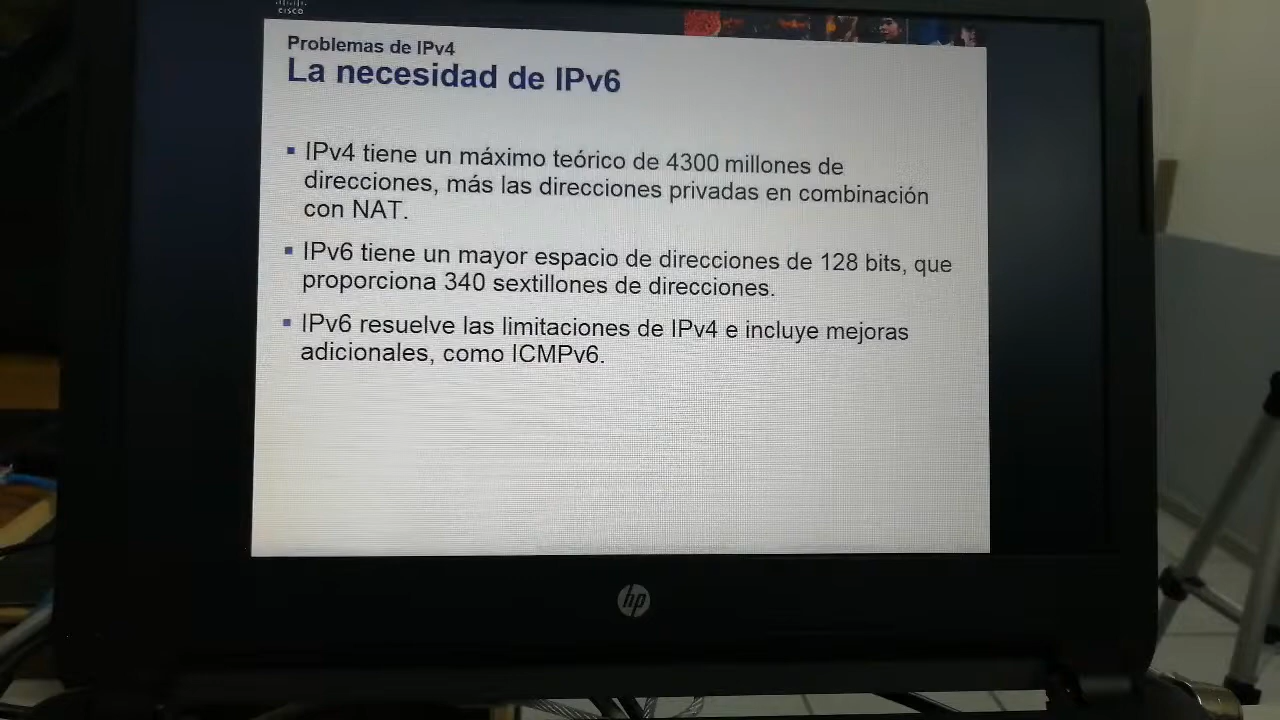 CISCO
Problemas de IPv4
La necesidad de IPv6
▪ IPv4 tiene un máximo teórico de 4300 millones de
direcciones, más las direcciones privadas en combinación
con NAT.
▪ IPv6 tiene un mayor espacio de direcciones de 128 bits, que
proporciona 340 sextillones de direcciones.
▪ IPv6 resuelve las limitaciones de IPv4 e incluye mejoras
adicionales, como ICMPv6.
hp